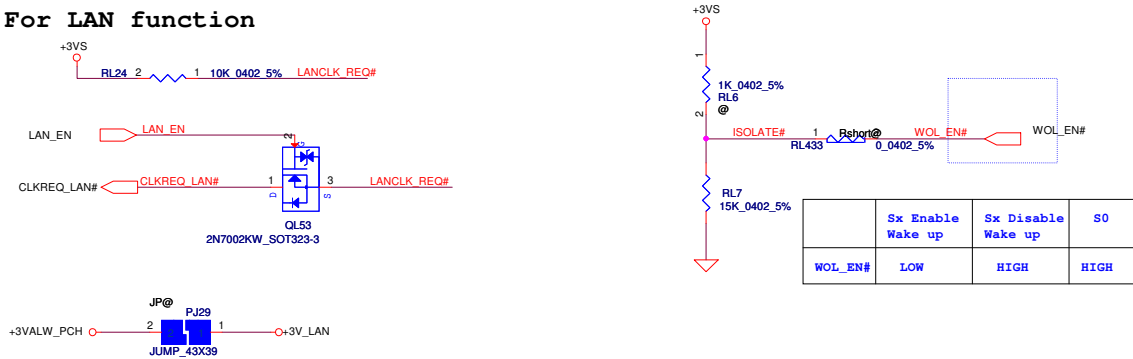 For LAN function
+3VS
RL24 2 1 10K_0402_5% LANCLK_REQ#
LAN_EN LAN_EN
2
G
CLKREQ_LAN# CLKREQ_LAN# 1 3 LANCLK_REQ#
D S
QL53
2N7002KW_SOT323-3
JP@
PJ29
+3VALW_PCH 2 2 1 1 +3V_LAN
JUMP_43X39
+3VS
1
1K_0402_5%
RL6
@
2
ISOLATE# 1 Rshort@ WOL_EN# WOL_EN#
RL433 0_0402_5%
RL7
15K_0402_5%
Sx Enable Wake up
Sx Disable Wake up
S0
WOL_EN# LOW HIGH HIGH